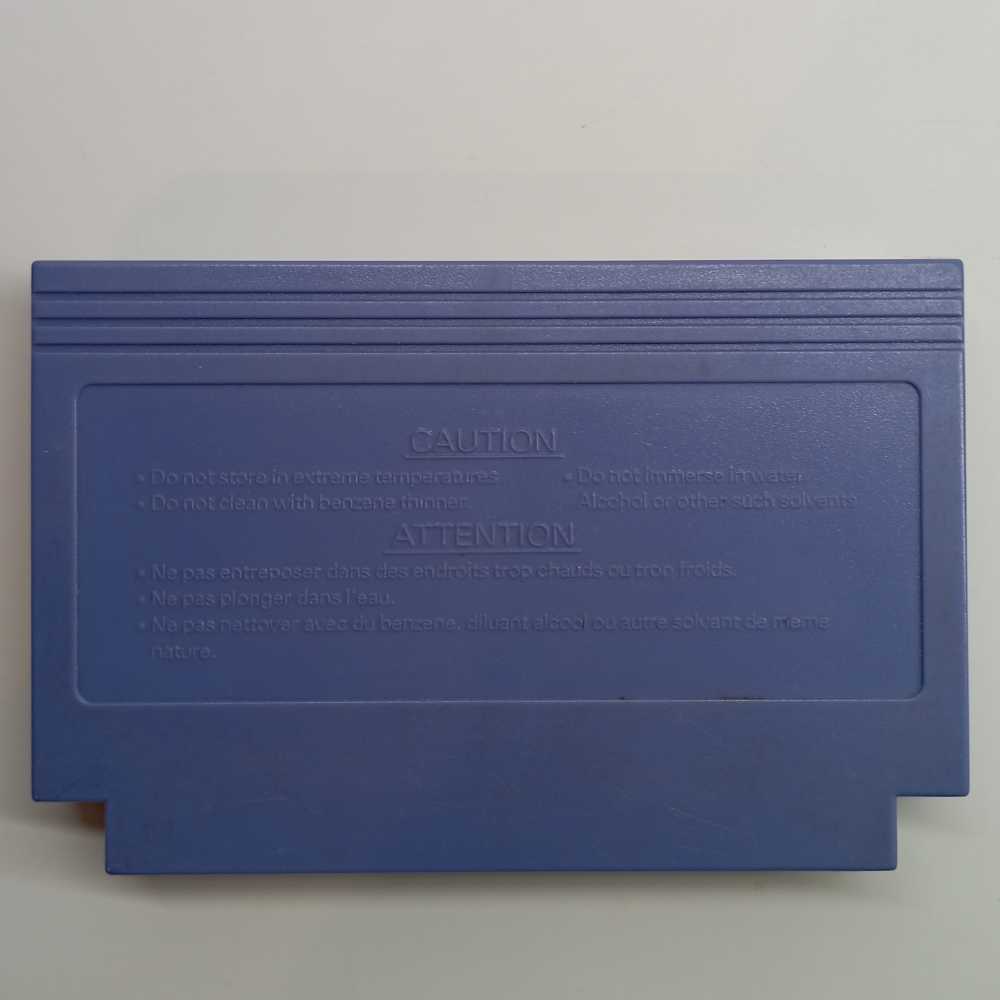 CAUTION
• Do not store in extreme temperatures
• Do not immerse in water
• Do not clean with benzene thinner.
Alcohol or other such solvents
ATTENTION
• Ne pas entreposer dans des endroits trop chauds ou trop froids.
• Ne pas plonger dans l'eau.
• Ne pas nettoyer avec du benzene, diluant alcool ou autre solvant de meme
nature.